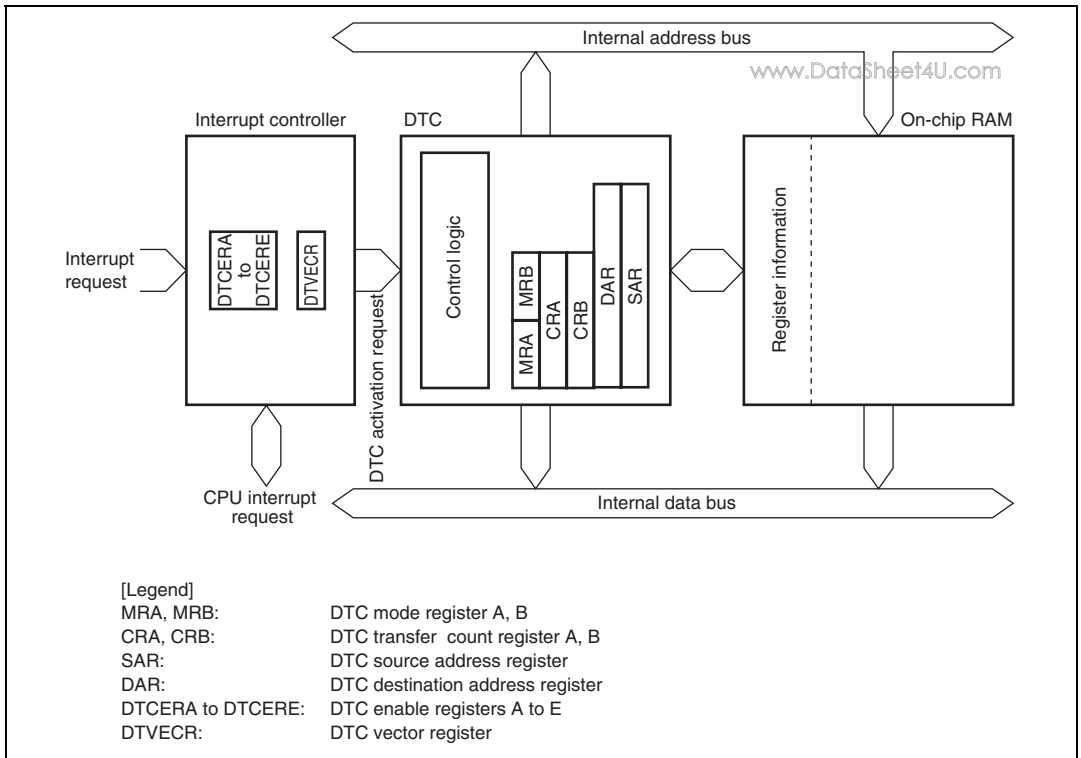 Internal address bus
www.DataSheet4U.com
Interrupt controller
DTC
On-chip RAM
Interrupt
request
DTCERA
to
DTCERE
DTVECR
DTC activation request
Control logic
MRA
MRB
CRA
CRB
DAR
SAR
Register information
CPU interrupt
request
Internal data bus
[Legend]
MRA, MRB: DTC mode register A, B
CRA, CRB: DTC transfer count register A, B
SAR: DTC source address register
DAR: DTC destination address register
DTCERA to DTCERE: DTC enable registers A to E
DTVECR: DTC vector register